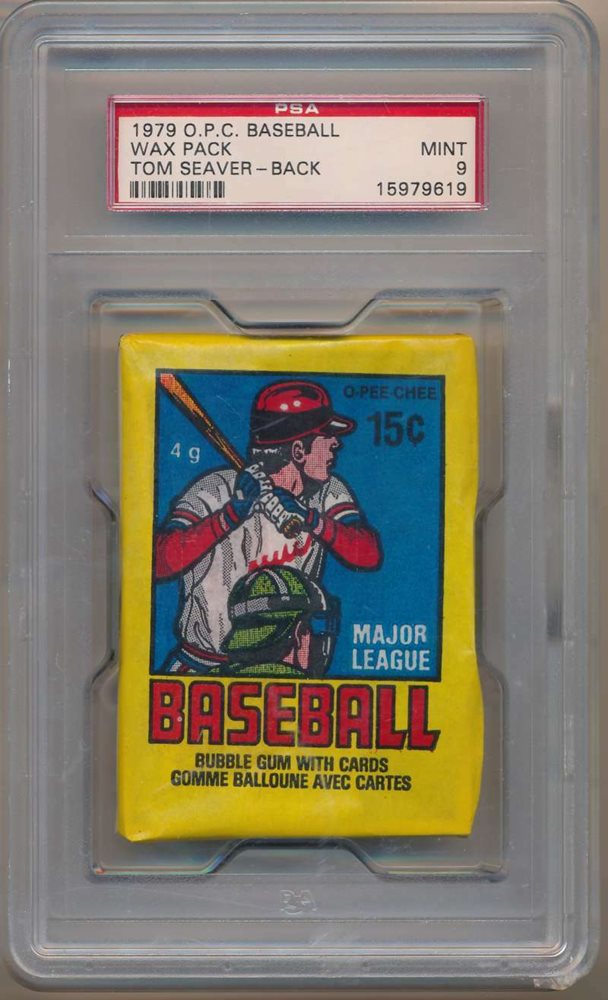 PSA
1979 O.P.C. BASEBALL
WAX PACK MINT
TOM SEAVER-BACK 9
15979619
O-PEE-CHEE
15¢
4 g
MAJOR
LEAGUE
BASEBALL
BUBBLE GUM WITH CARDS
GOMME BALLOUNE AVEC CARTES
PSA